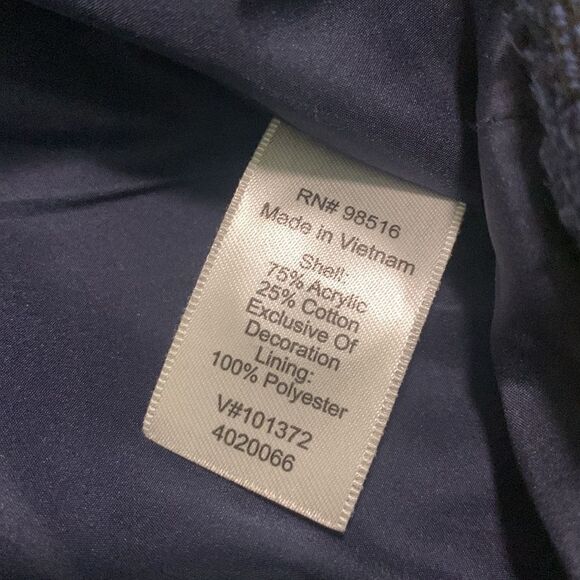 RN# 98516
Made in Vietnam
Shell:
75% Acrylic
25% Cotton
Exclusive Of
Decoration
Lining:
100% Polyester
V#101372
4020066